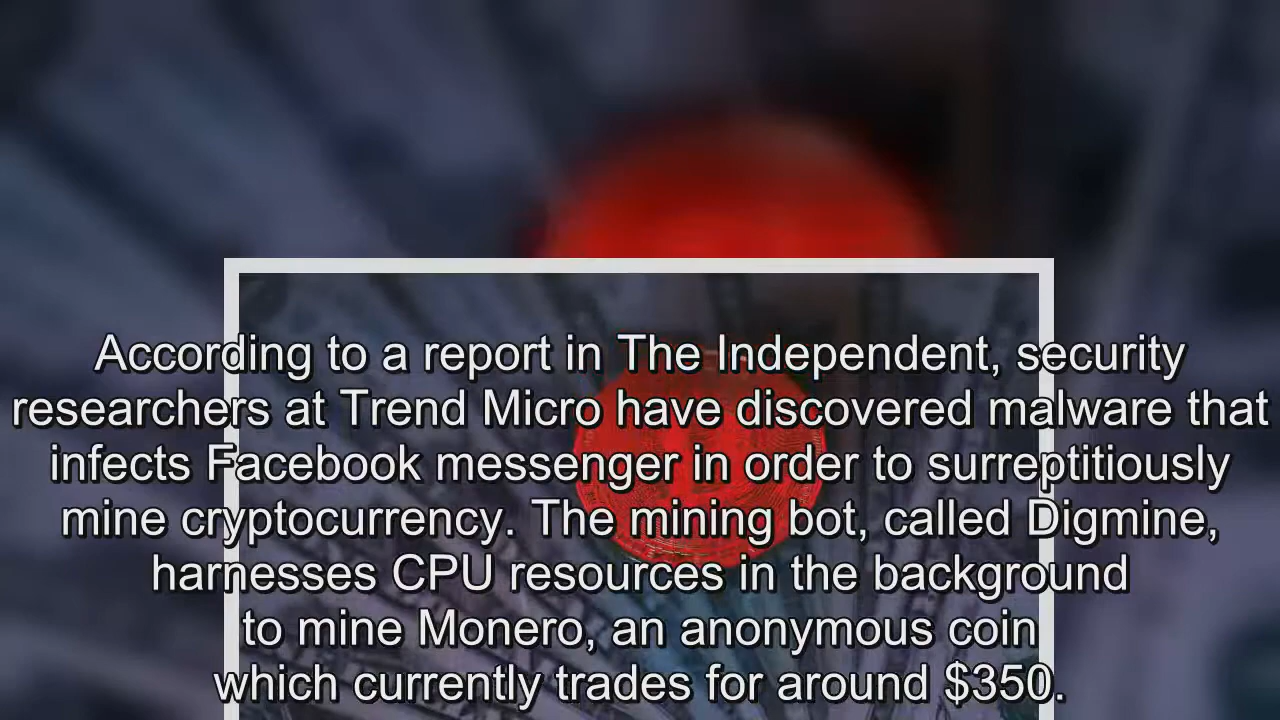 According to a report in The Independent, security
researchers at Trend Micro have discovered malware that
infects Facebook messenger in order to surreptitiously
mine cryptocurrency. The mining bot, called Digmine,
harnesses CPU resources in the background
to mine Monero, an anonymous coin
which currently trades for around $350.